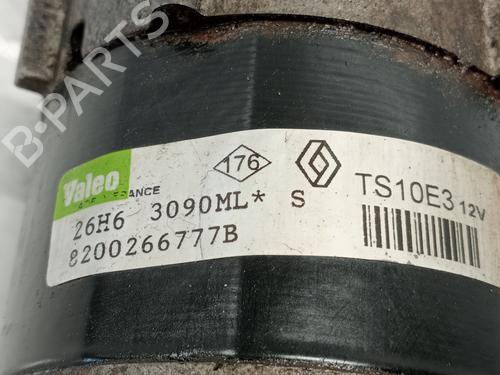 B-PARTS
Valeo
176
FRANCE
TS10E3 12V
26H6 3090ML* S
8200266777B